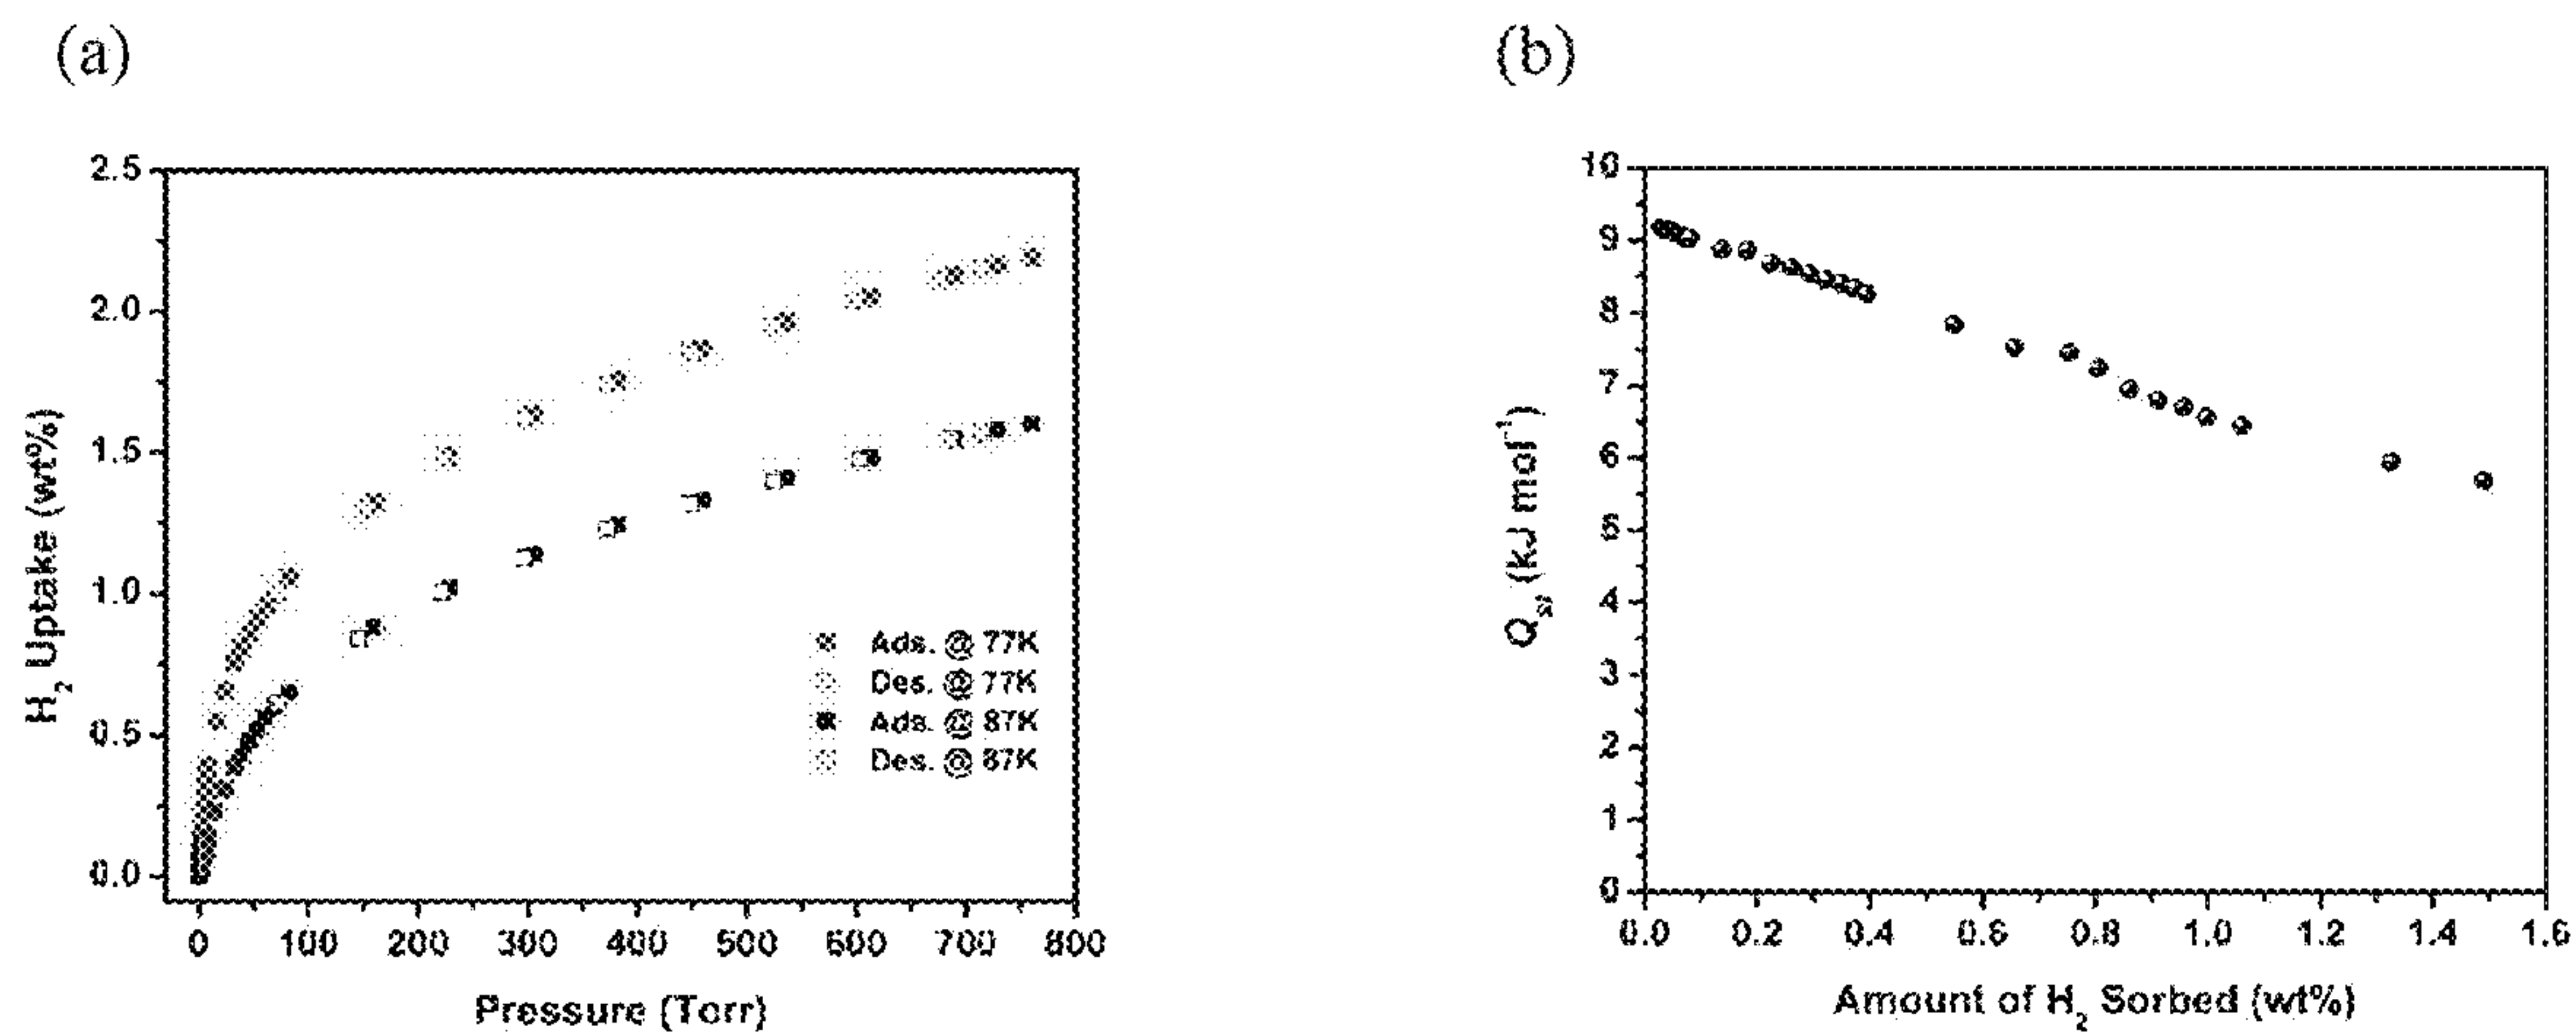 (a)
(b)
2.5
2.0
1.5
1.0
0.5
0.0
H2 Uptake (wt%)
Ads. @ 77K
Des. @ 77K
Ads. @ 87K
Des. @ 87K
0 100 200 300 400 500 600 700 800
Pressure (Torr)
10
9
8
7
6
5
4
3
2
1
0
Qst (kJ mol-1)
0.0 0.2 0.4 0.6 0.8 1.0 1.2 1.4 1.6
Amount of H2 Sorbed (wt%)